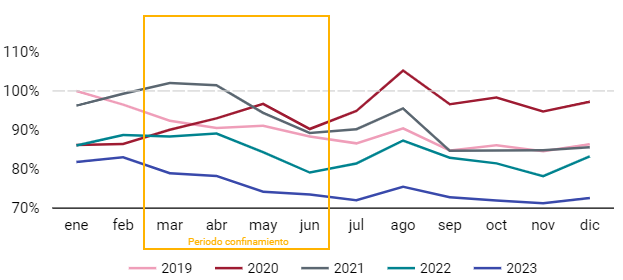 110%
100%
90%
80%
70%
ene feb mar abr may jun jul ago sep oct nov dic
Periodo confinamiento
2019 2020 2021 2022 2023